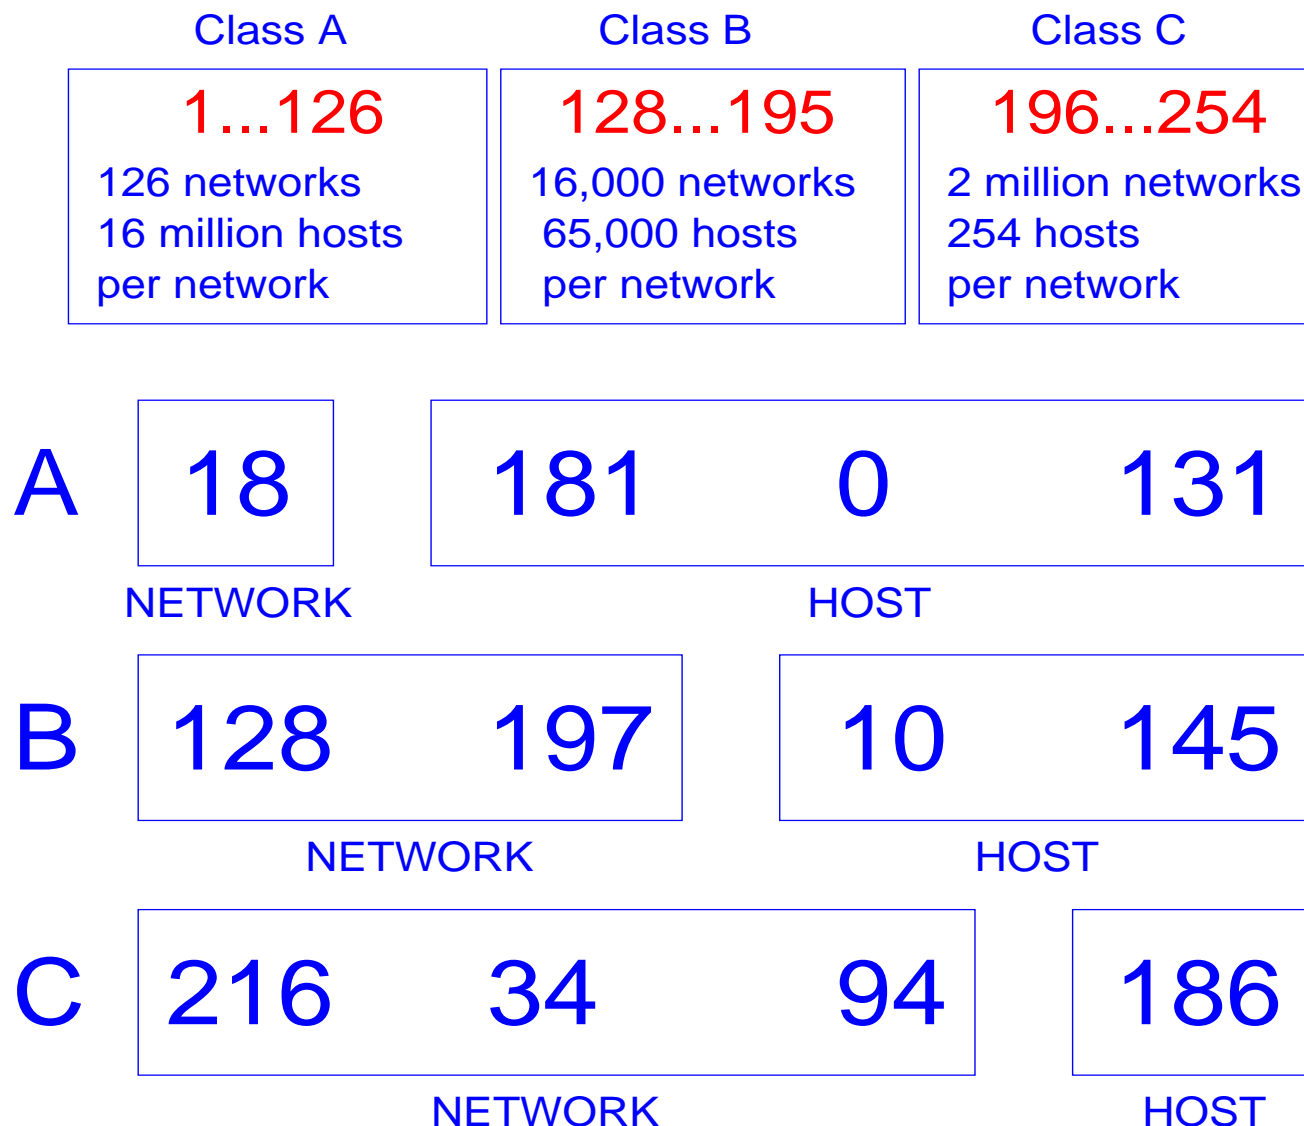 Class A Class B Class C
1...126 128...195 196...254
126 networks 16,000 networks 2 million networks
16 million hosts 65,000 hosts 254 hosts
per network per network per network
A 18 181 0 131
NETWORK HOST
B 128 197 10 145
NETWORK HOST
C 216 34 94 186
NETWORK HOST